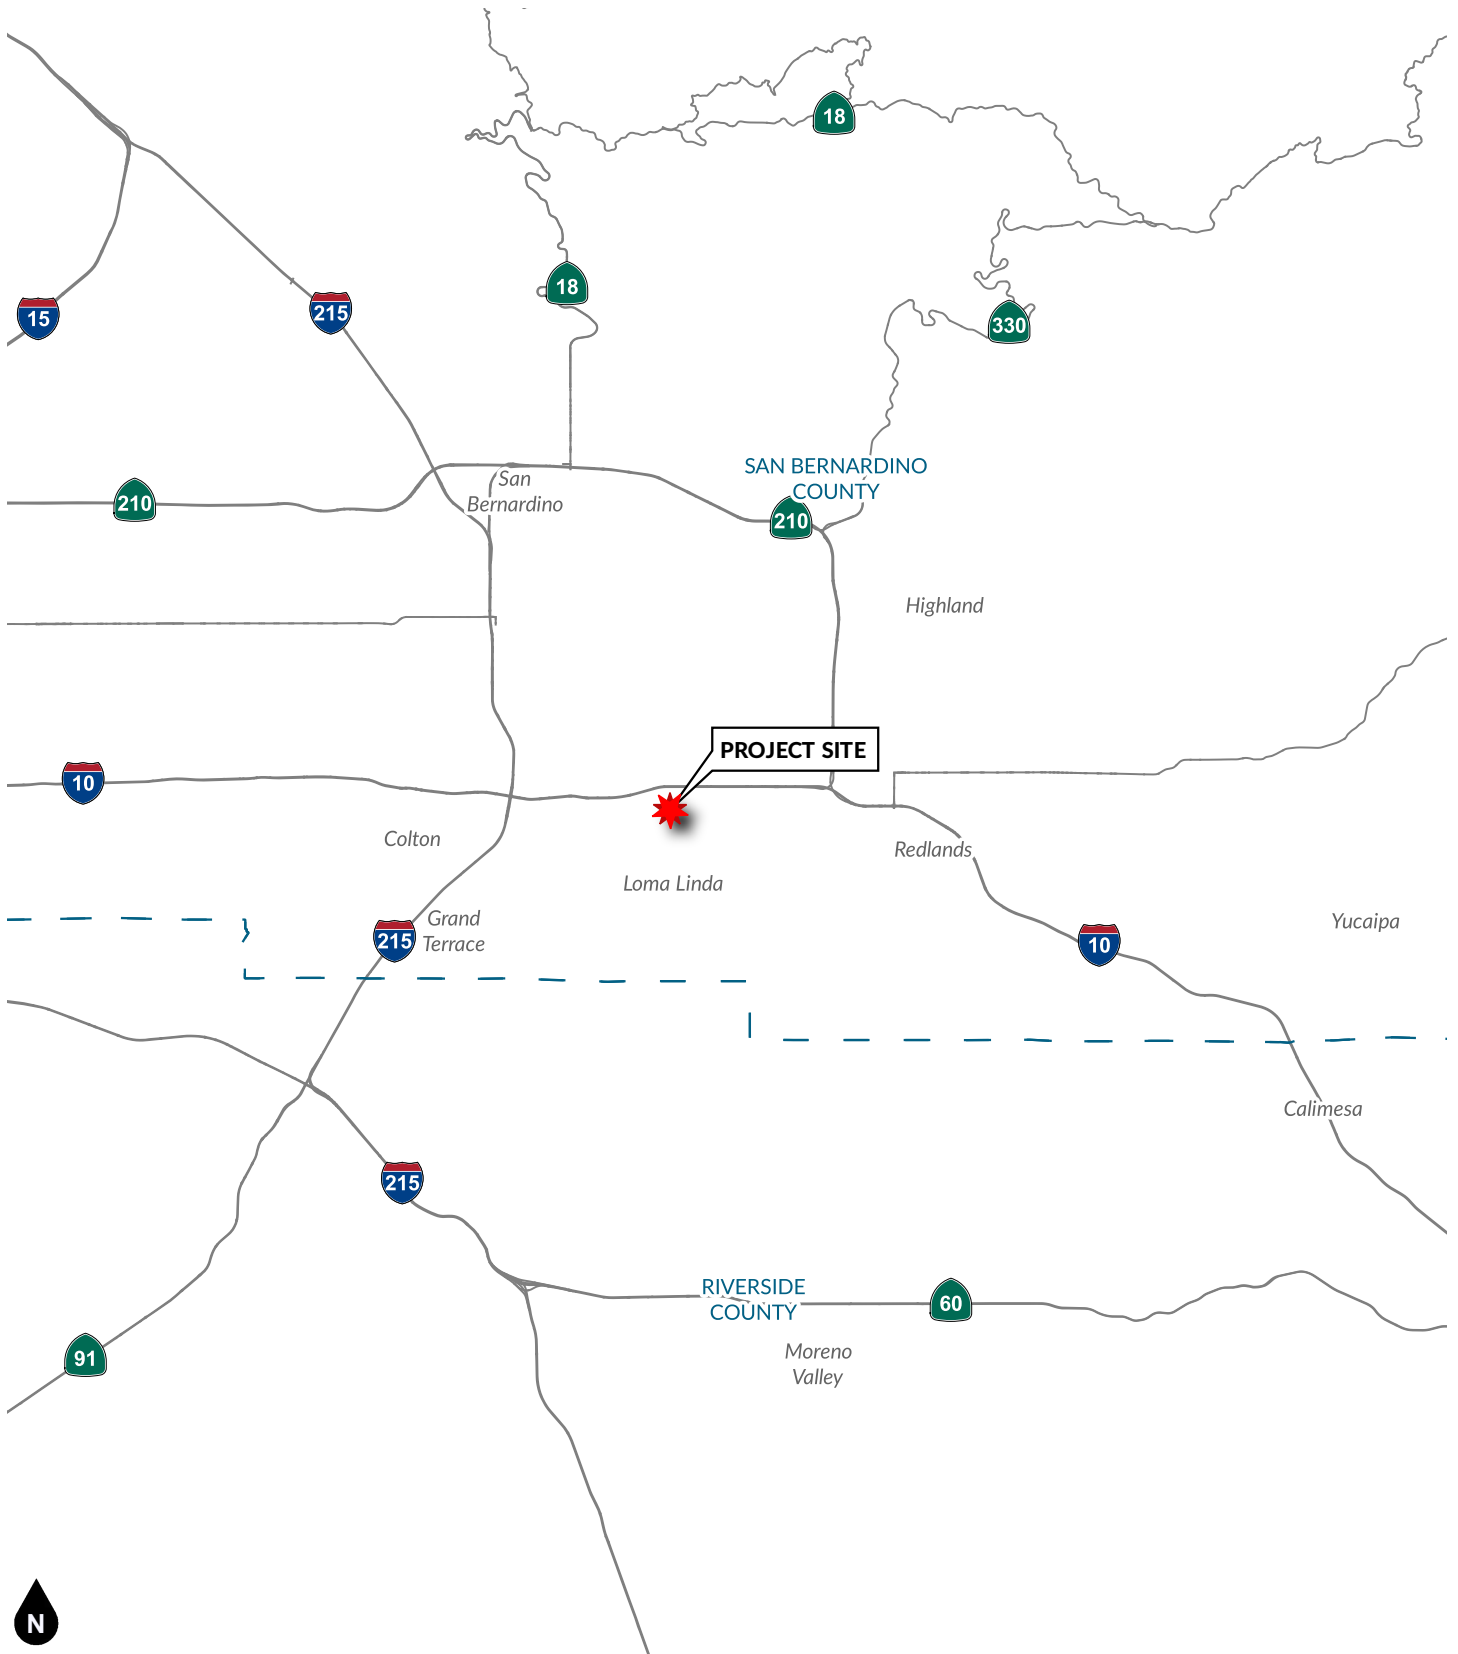 18
18
15
215
330
SAN BERNARDINO
COUNTY
San
Bernardino
210
210
Highland
PROJECT SITE
10
Colton
Redlands
Loma Linda
Grand
Terrace
215
Yucaipa
10
Calimesa
215
RIVERSIDE
COUNTY
60
Moreno
Valley
91
N